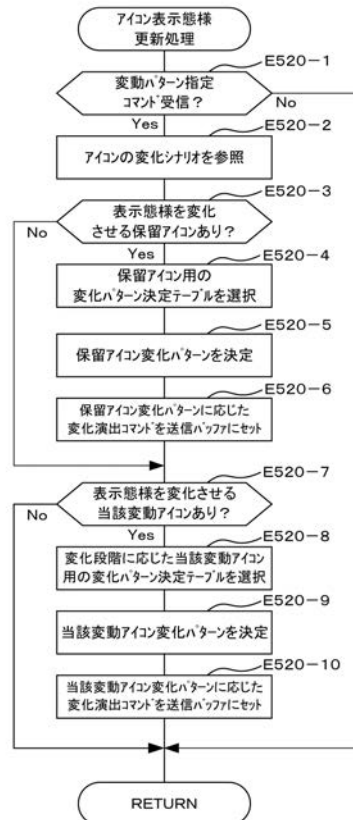 アイコン表示態様
更新処理
E520-1
変動パターン指定
コマンド受信？
No
Yes
E520-2
アイコンの変化シナリオを参照
E520-3
表示態様を変化
させる保留アイコンあり？
No
Yes
E520-4
保留アイコン用の
変化パターン決定テーブルを選択
E520-5
保留アイコン変化パターンを決定
E520-6
保留アイコン変化パターンに応じた
変化演出コマンドを送信バッファにセット
E520-7
表示態様を変化させる
当該変動アイコンあり？
No
Yes
E520-8
変化段階に応じた当該変動アイコン
用の変化パターン決定テーブルを選択
E520-9
当該変動アイコン変化パターンを決定
E520-10
当該変動アイコン変化パターンに応じた
変化演出コマンドを送信バッファにセット
RETURN